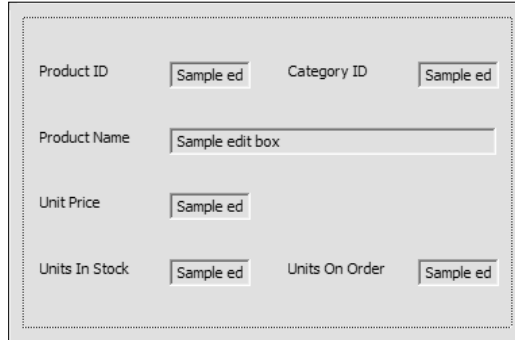 Product ID Sample ed Category ID Sample ed
Product Name Sample edit box
Unit Price Sample ed
Units In Stock Sample ed Units On Order Sample ed